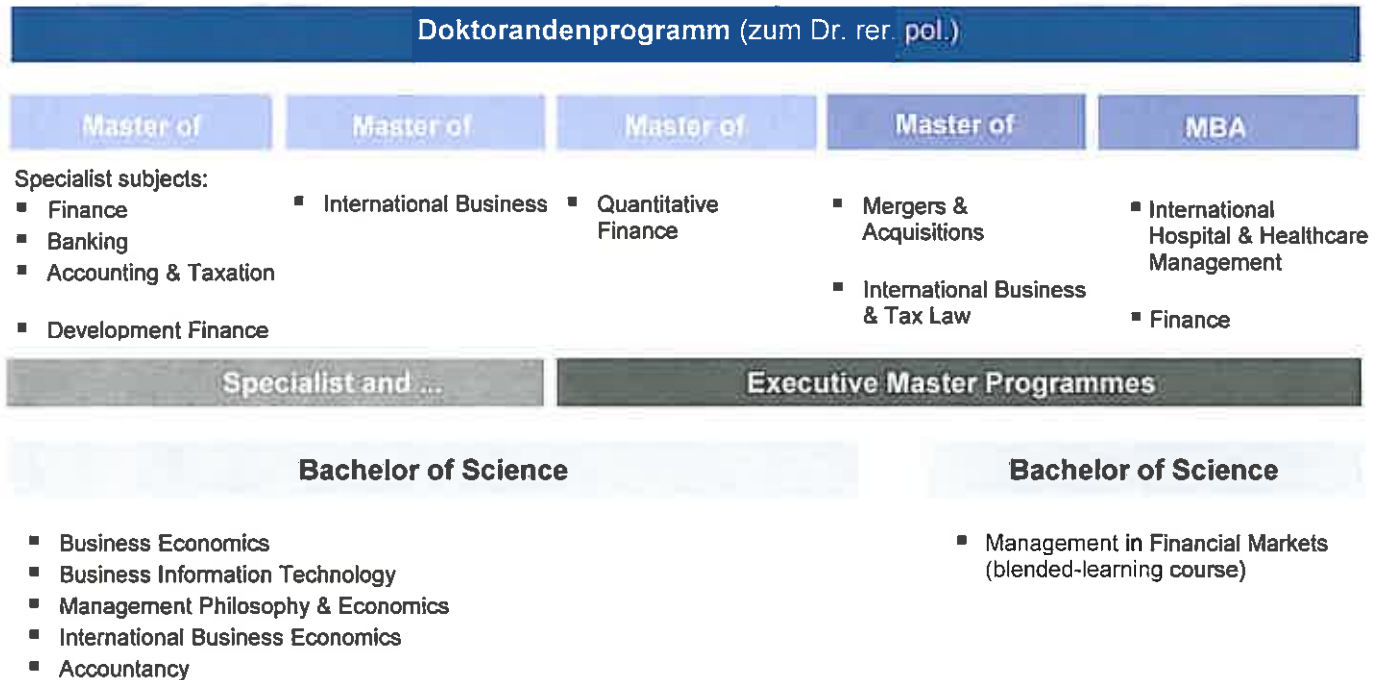 Doktorandenprogramm (zum Dr. rer. pol.)
Master of
Master of
Master of
Master of
MBA
Specialist subjects:
▪ Finance
▪ Banking
▪ Accounting & Taxation
▪ Development Finance
▪ International Business
▪ Quantitative
Finance
▪ Mergers &
Acquisitions
▪ International Business
& Tax Law
▪ International
Hospital & Healthcare
Management
▪ Finance
Specialist and ...
Executive Master Programmes
Bachelor of Science
▪ Business Economics
▪ Business Information Technology
▪ Management Philosophy & Economics
▪ International Business Economics
▪ Accountancy
Bachelor of Science
▪ Management in Financial Markets
(blended-learning course)